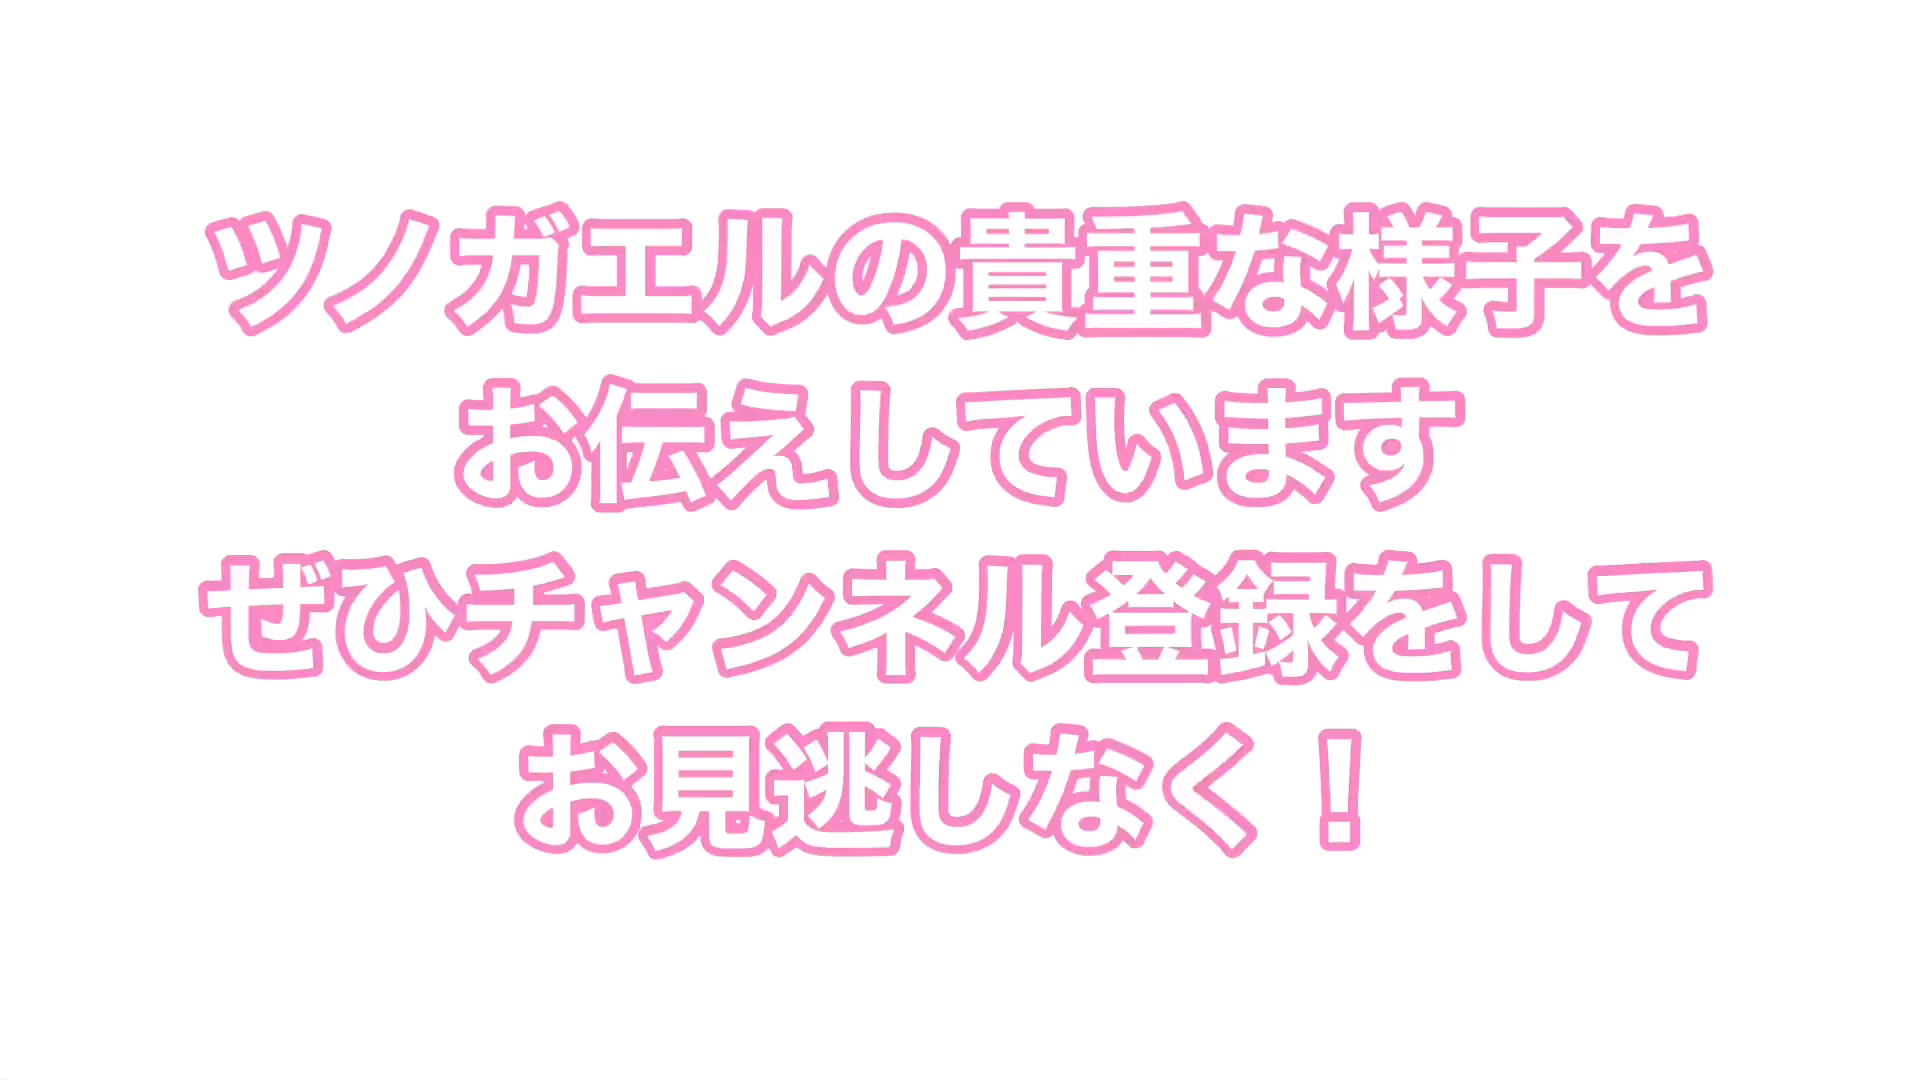 ツノガエルの貴重な様子を
お伝えしています
ぜひチャンネル登録をして
お見逃しなく！